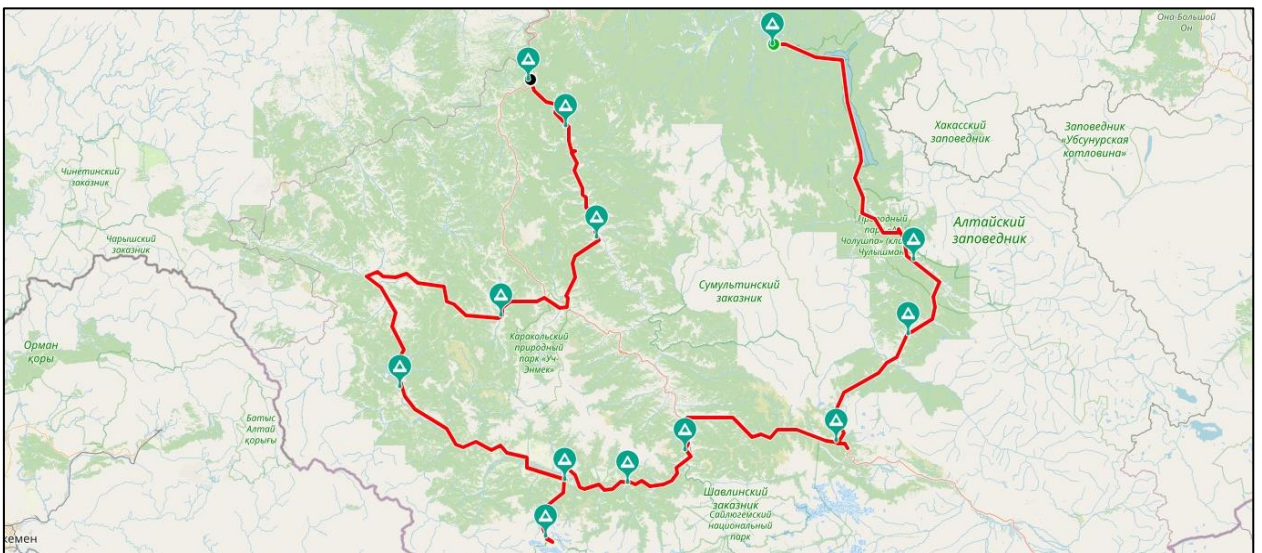 Она-Большой
Он
Хакасский
заповедник
Заповедник
«Убсунурская
котловина»
Чинетинский
заказник
Алтайский
заповедник
Чарышский
заказник
Чулышман
Сумультинский
заказник
Орман
қоры
Каракольский
природный
парк «Уч-
Энмек»
Батыс
Алтай
қорығы
Шавлинский
заказник
Сайлюгемский
национальный
парк
кемен